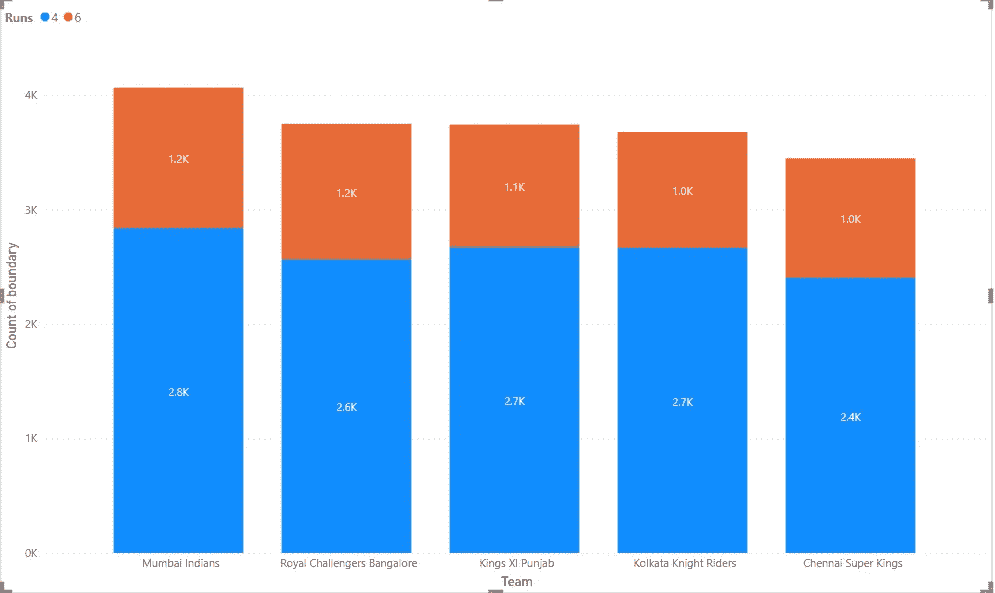 Runs 4 6
4K
3K
2K
1K
0K
Count of boundary
1.2K 1.2K 1.1K 1.0K 1.0K
2.8K 2.6K 2.7K 2.7K 2.4K
Mumbai Indians Royal Challengers Bangalore Kings XI Punjab Kolkata Knight Riders Chennai Super Kings
Team